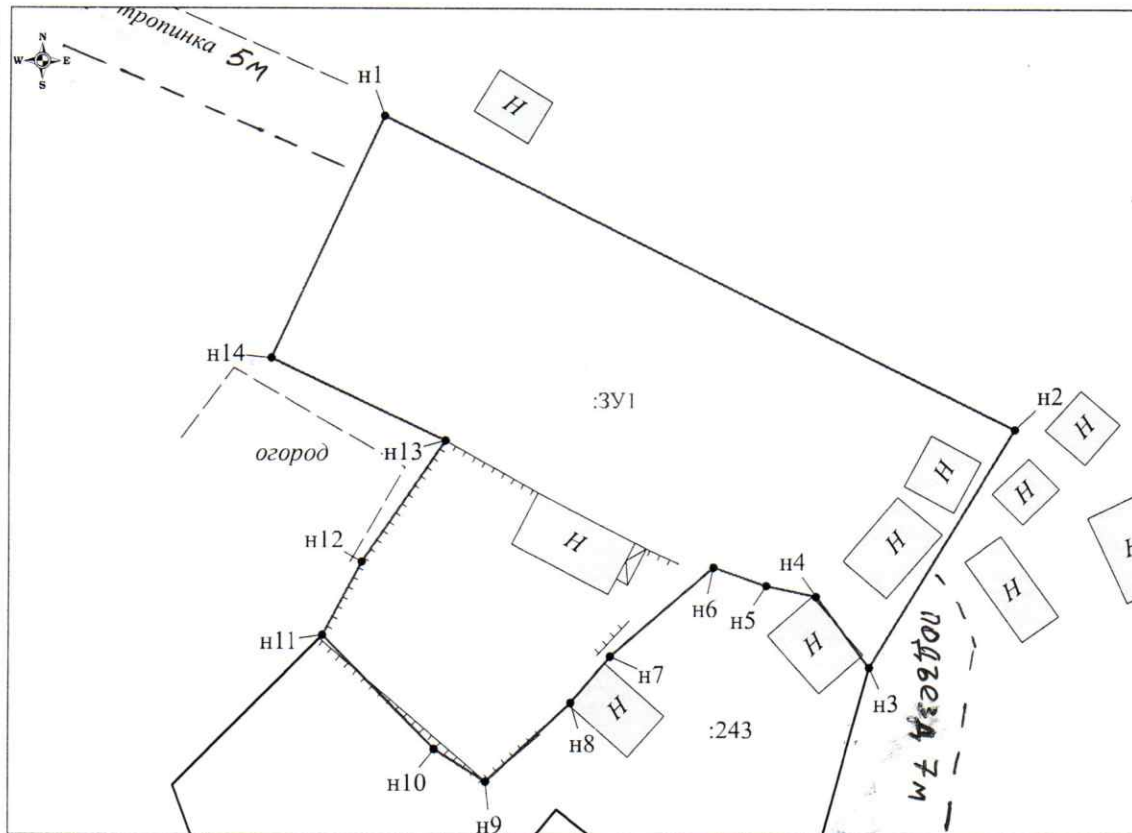 тропинка 5м
N
W E
S
н1
Н
н14
:ЗУ1
н2
Н
н13
огород
Н
Н
Н
Н
Н
н12
н6
н5
н4
Н
н11
Н
н7
н3
подъезд 7м
н8
Н
:243
н10
н9